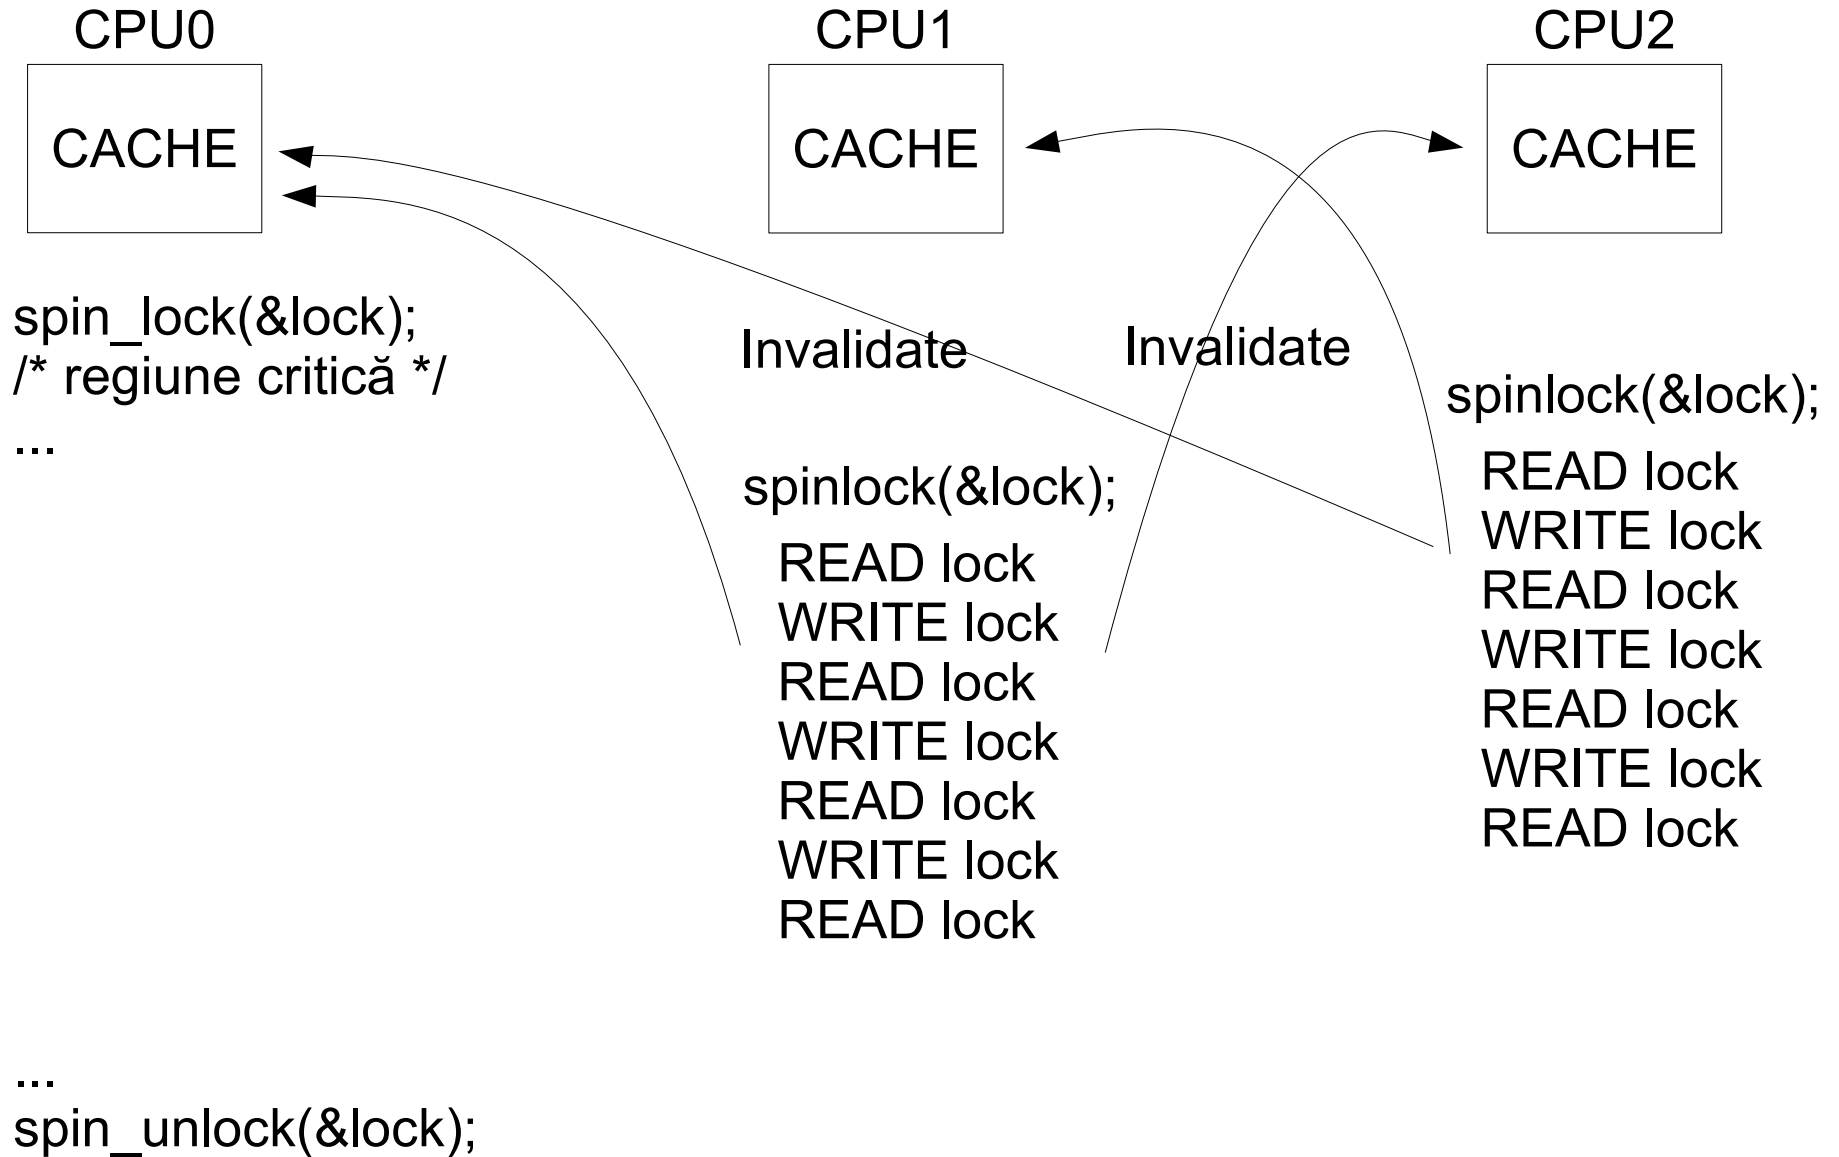 CPU0
CACHE
spin_lock(&lock);
/* regiune critică */
...
...
spin_unlock(&lock);
CPU1
CACHE
Invalidate
spinlock(&lock);
READ lock
WRITE lock
READ lock
WRITE lock
READ lock
WRITE lock
READ lock
Invalidate
CPU2
CACHE
spinlock(&lock);
READ lock
WRITE lock
READ lock
WRITE lock
READ lock
WRITE lock
READ lock